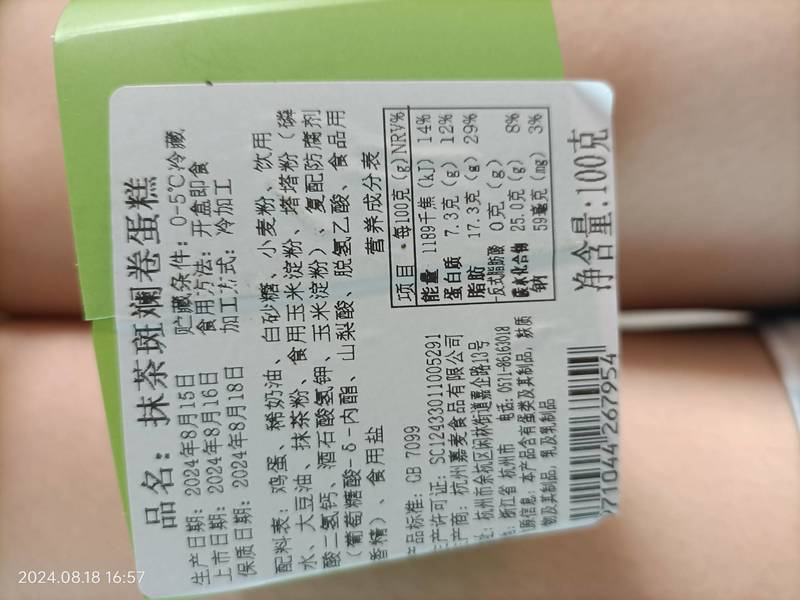 品名：抹茶斑斓卷蛋糕
生产日期：2024年8月15日
上市日期：2024年8月16日
保质日期：2024年8月18日
贮藏条件：0-5℃冷藏
食用方法：开盒即食
加工方式：冷加工
配料表：鸡蛋、稀奶油、白砂糖、小麦粉、饮用
水、大豆油、抹茶粉、食用玉米淀粉、塔塔粉（磷
酸二氢钙、酒石酸氢钾、玉米淀粉）、复配防腐剂
（葡萄糖酸-δ-内酯、山梨酸、脱氢乙酸、食品用
香精）、食用盐
产品标准：GB 7099
生产许可证：SC12433011005291
生产商：杭州嘉麦食品有限公司
址：杭州市余杭区闲林街道嘉企路13号
：浙江省 杭州市 电话：0571-86163018
原信息：本产品含有蛋类及其制品，麸质
物及其制品，乳及乳制品
营养成分表
项目 · 每100克（g）NRV%
能量 1189千焦（kJ） 14%
蛋白质 7.3克（g） 12%
脂肪 17.3克（g） 29%
-反式脂肪酸 0克（g）
碳水化合物 25.0克（g） 8%
钠 59毫克（mg） 3%
净含量：100克
71044 267954
2024.08.18 16:57